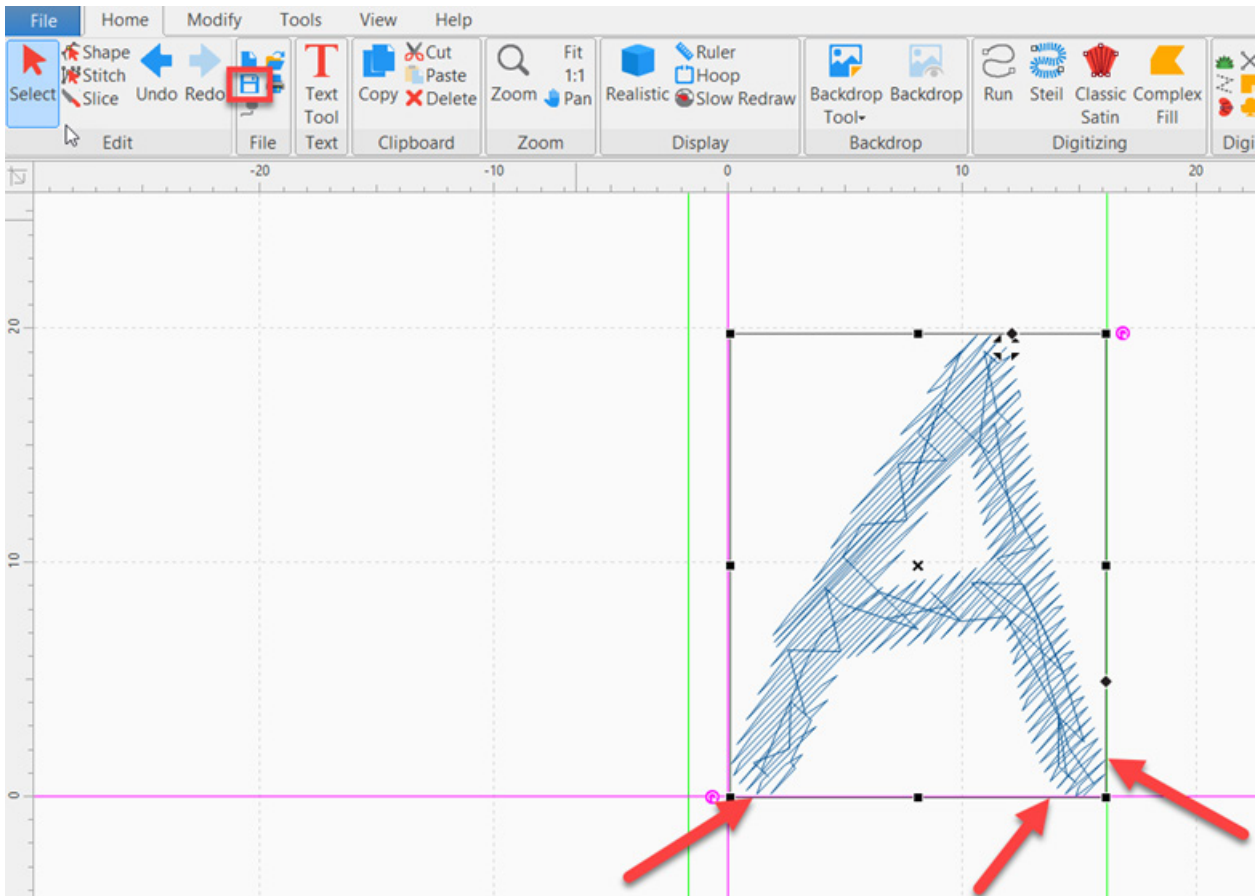 File Home Modify Tools View Help
Select Shape Stitch Slice Undo Redo
Edit
File
Text Tool
Text
Copy Cut Paste Delete
Clipboard
Zoom Fit 1:1 Pan
Zoom
Realistic Ruler Hoop Slow Redraw
Display
Backdrop Tool Backdrop
Backdrop
Run Steil Classic Satin Complex Fill
Digitizing
Digi
-20 -10 0 10 20
20
10
0